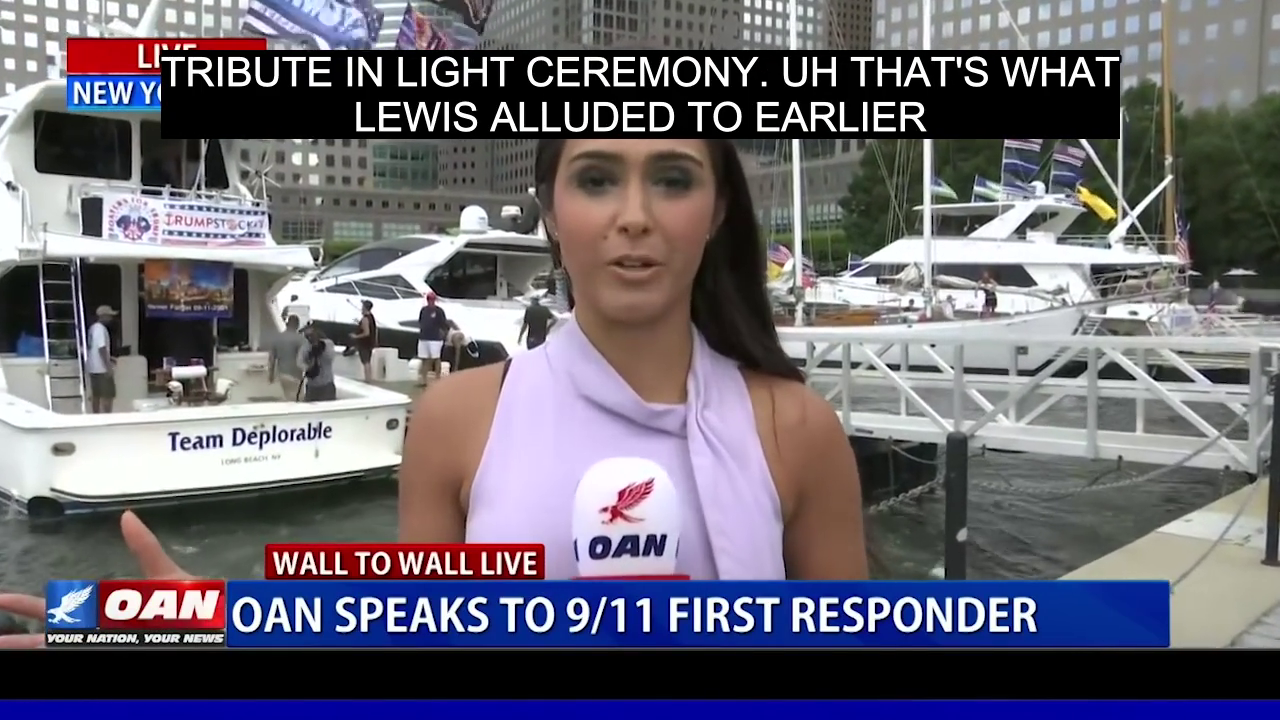 LIVE
NEW YO
TRIBUTE IN LIGHT CEREMONY. UH THAT'S WHAT
LEWIS ALLUDED TO EARLIER
TRUMPSTOCK
Team Deplorable
LONG BEACH, NY
OAN
WALL TO WALL LIVE
OAN
YOUR NATION, YOUR NEWS
OAN SPEAKS TO 9/11 FIRST RESPONDER